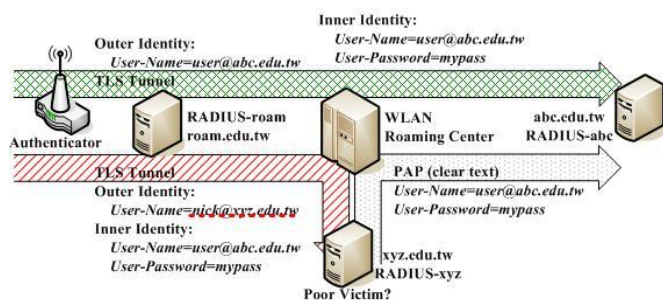 Outer Identity:
User-Name=user@abc.edu.tw
Inner Identity:
User-Name=user@abc.edu.tw
User-Password=mypass
TLS Tunnel
Authenticator
RADIUS-roam
roam.edu.tw
WLAN
Roaming Center
abc.edu.tw
RADIUS-abc
TLS Tunnel
Outer Identity:
User-Name=nick@xyz.edu.tw
Inner Identity:
User-Name=user@abc.edu.tw
User-Password=mypass
PAP (clear text)
User-Name=user@abc.edu.tw
User-Password=mypass
xyz.edu.tw
RADIUS-xyz
Poor Victim?